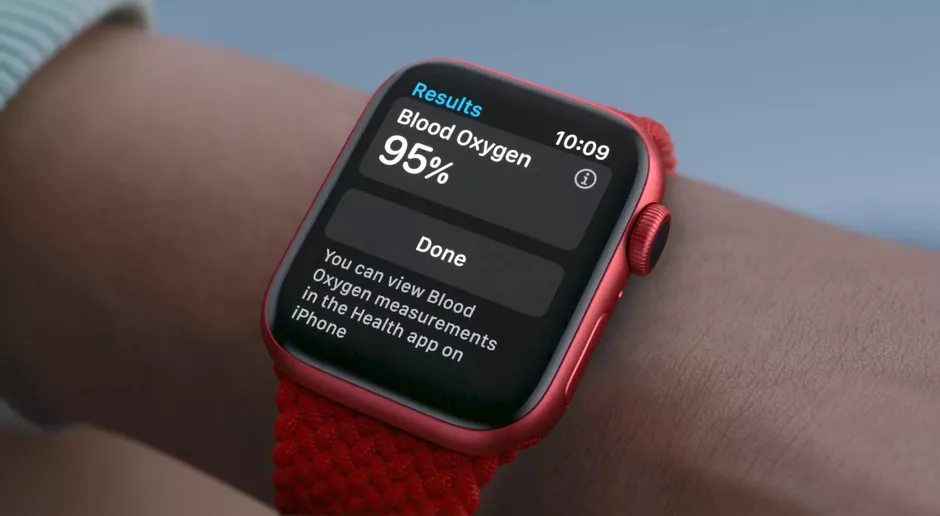 Results
10:09
Blood Oxygen
95%
Done
You can view Blood
Oxygen measurements
in the Health app on
iPhone